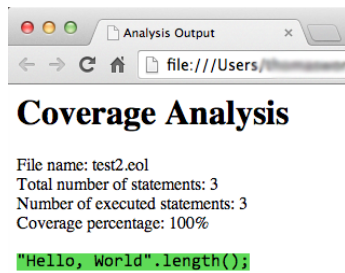 Analysis Output
file:///Users/
Coverage Analysis
File name: test2.eol
Total number of statements: 3
Number of executed statements: 3
Coverage percentage: 100%
"Hello, World".length();